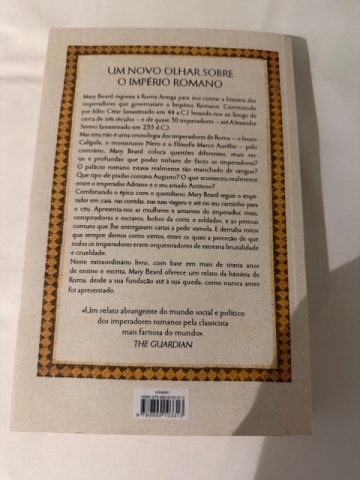 UM NOVO OLHAR SOBRE
O IMPÉRIO ROMANO
Mary Beard regressa à Roma Antiga para nos contar a história dos
imperadores que governaram o Império Romano. Começando
por Júlio César (assassinado em 44 a.C.) levando-nos ao longo de
cerca de três séculos – e de quase 30 imperadores – até Alexandre
Severo (assassinado em 235 d.C.)
Mas esta não é uma cronologia dos imperadores de Roma – o louco
Calígula, o monstruoso Nero e o filósofo Marco Aurélio – pelo
contrário, Mary Beard coloca questões diferentes, mais vas-
tas e profundas: que poder tinham de facto os imperadores?
O palácio romano estava realmente tão manchado de sangue?
Que tipo de piadas contava Augusto? O que aconteceu realmente
entre o imperador Adriano e o seu amado Antínoo?
Combinando o épico com o quotidiano, Mary Beard segue o impe-
rador em casa, nas corridas, nas suas viagens e até no seu caminho para
o céu. Apresenta-nos as mulheres e amantes do imperador, rivais,
conspiradores e escravos, bobos da corte e soldados, e as pessoas
comuns que lhe entregavam cartas a pedir esmola. E derruba mitos
que sempre demos como certos, entre os quais a perceção de que
todos os imperadores eram orquestradores de extrema brutalidade
e crueldade.
Neste extraordinário livro, com base em mais de trinta anos
de ensino e escrita, Mary Beard oferece um relato da história de
Roma, desde a sua fundação até à sua queda, como nunca antes
foi apresentado.
«Um relato abrangente do mundo social e político
dos imperadores romanos pela classicista
mais famosa do mundo».
THE GUARDIAN